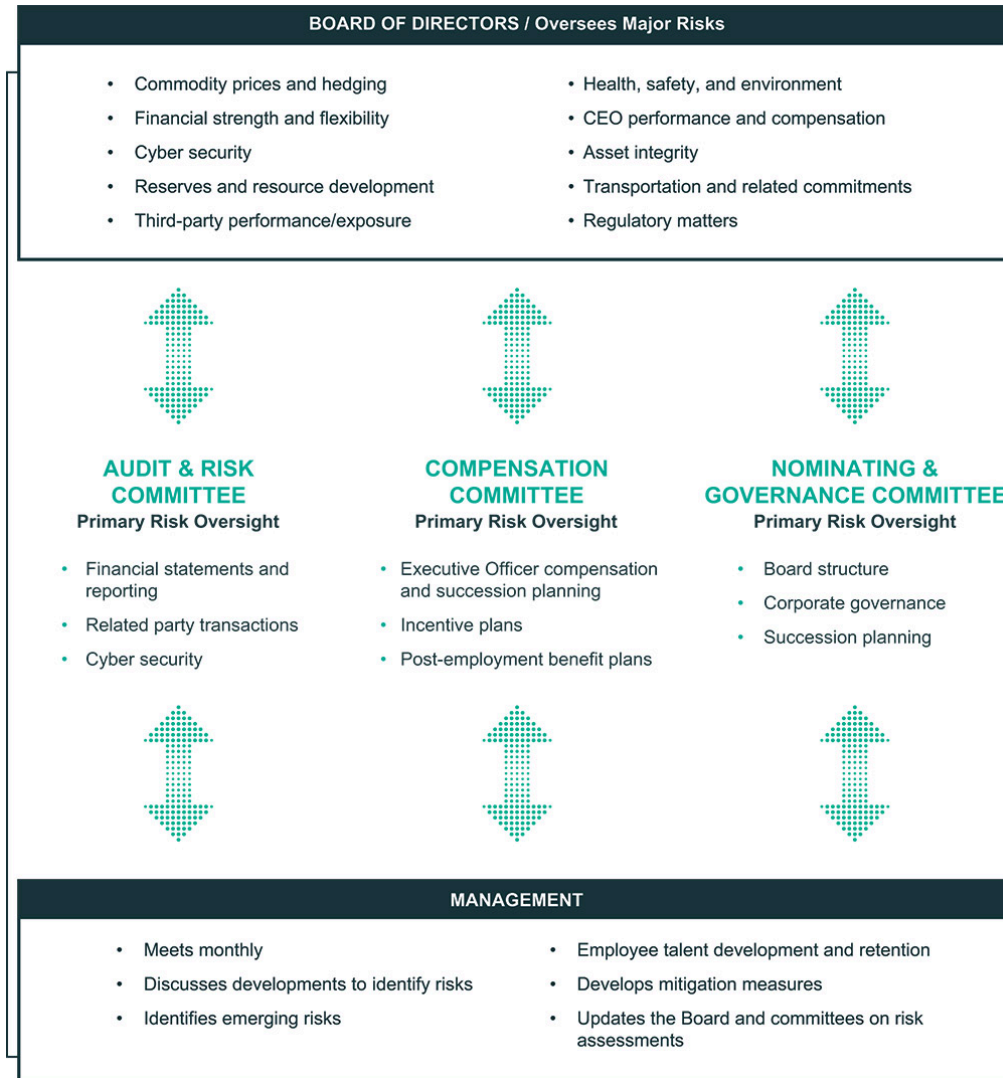 BOARD OF DIRECTORS / Oversees Major Risks
• Commodity prices and hedging
• Financial strength and flexibility
• Cyber security
• Reserves and resource development
• Third-party performance/exposure
• Health, safety, and environment
• CEO performance and compensation
• Asset integrity
• Transportation and related commitments
• Regulatory matters
AUDIT & RISK
COMMITTEE
Primary Risk Oversight
• Financial statements and
reporting
• Related party transactions
• Cyber security
COMPENSATION
COMMITTEE
Primary Risk Oversight
• Executive Officer compensation
and succession planning
• Incentive plans
• Post-employment benefit plans
NOMINATING &
GOVERNANCE COMMITTEE
Primary Risk Oversight
• Board structure
• Corporate governance
• Succession planning
MANAGEMENT
• Meets monthly
• Discusses developments to identify risks
• Identifies emerging risks
• Employee talent development and retention
• Develops mitigation measures
• Updates the Board and committees on risk
assessments